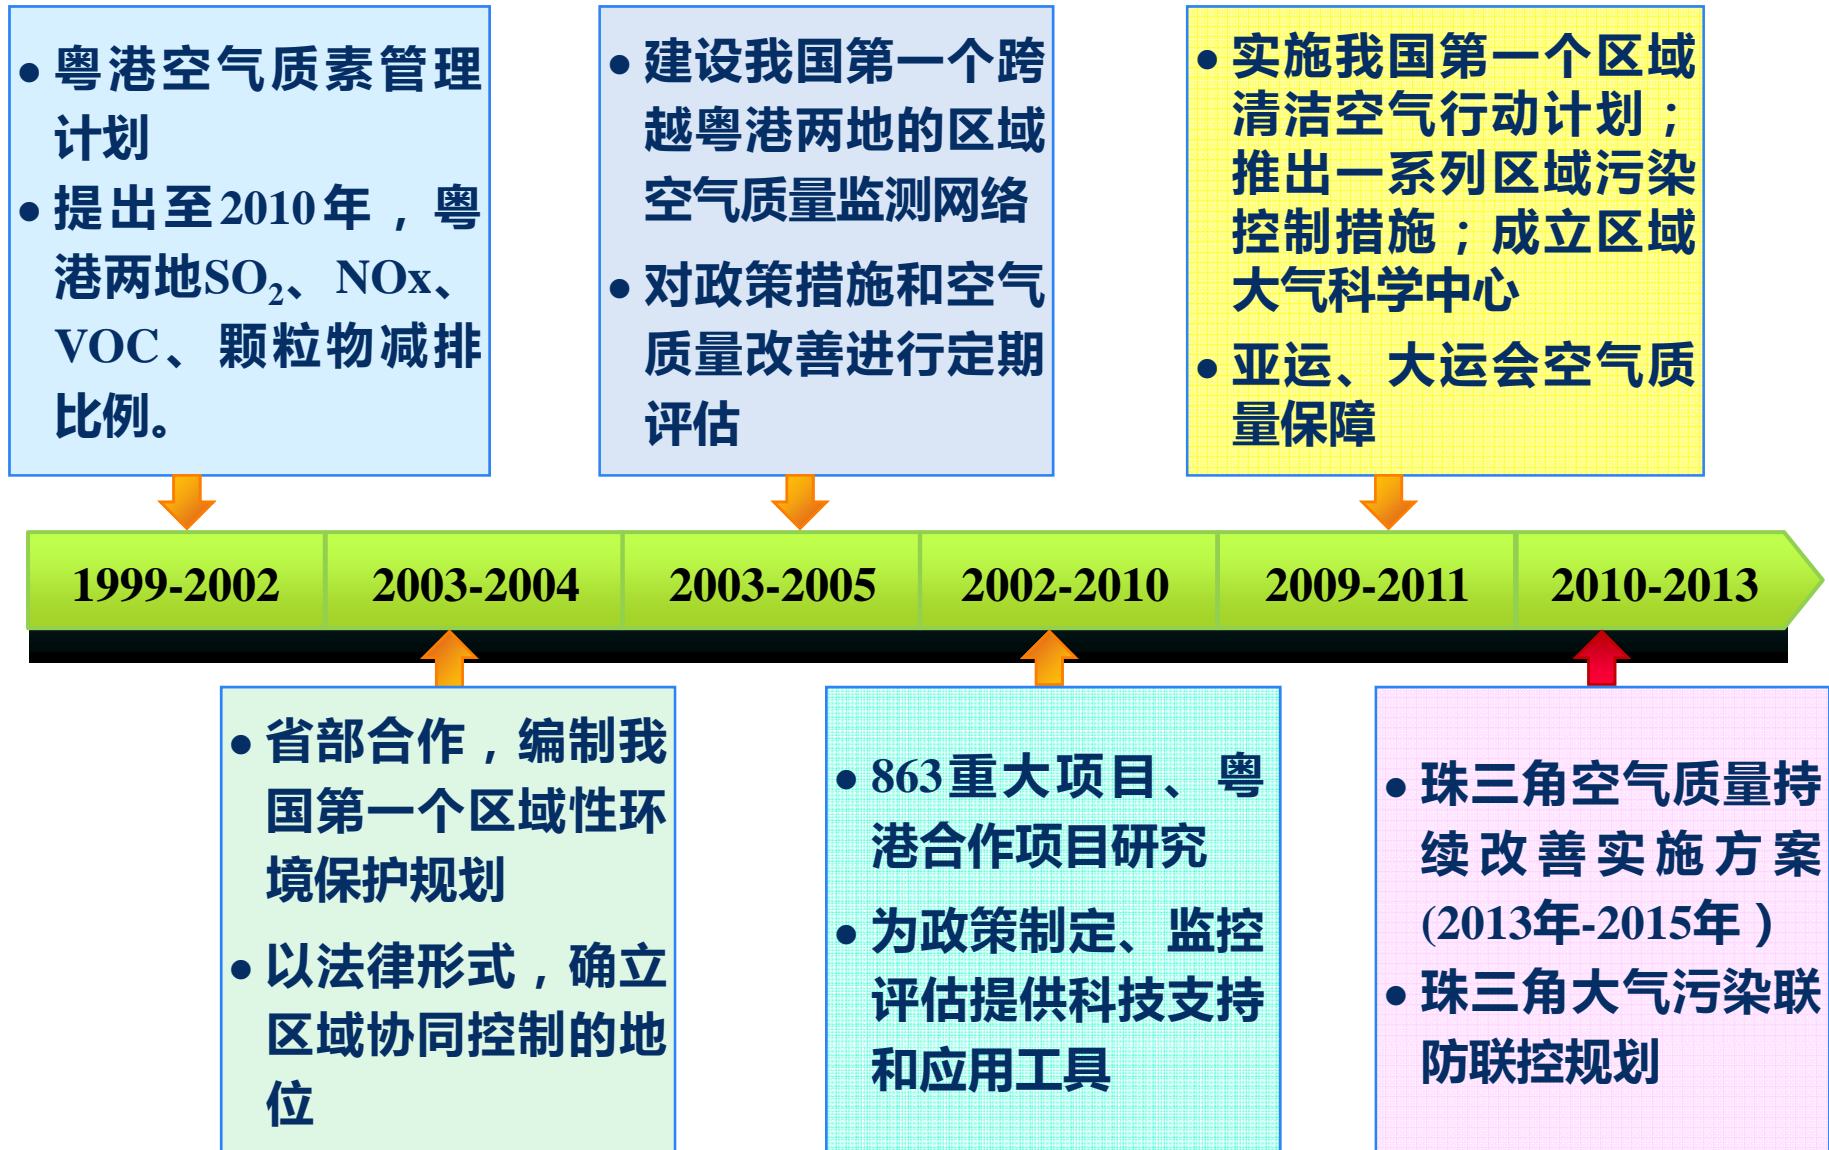 ● 粤港空气质素管理
计划
● 提出至2010年，粤
港两地SO₂、NOx、
VOC、颗粒物减排
比例。
● 建设我国第一个跨
越粤港两地的区域
空气质量监测网络
● 对政策措施和空气
质量改善进行定期
评估
● 实施我国第一个区域
清洁空气行动计划；
推出一系列区域污染
控制措施；成立区域
大气科学中心
● 亚运、大运会空气质
量保障
1999-2002
2003-2004
2003-2005
2002-2010
2009-2011
2010-2013
● 省部合作，编制我
国第一个区域性环
境保护规划
● 以法律形式，确立
区域协同控制的地
位
● 863重大项目、粤
港合作项目研究
● 为政策制定、监控
评估提供科技支持
和应用工具
● 珠三角空气质量持
续改善实施方案
(2013年-2015年）
● 珠三角大气污染联
防联控规划